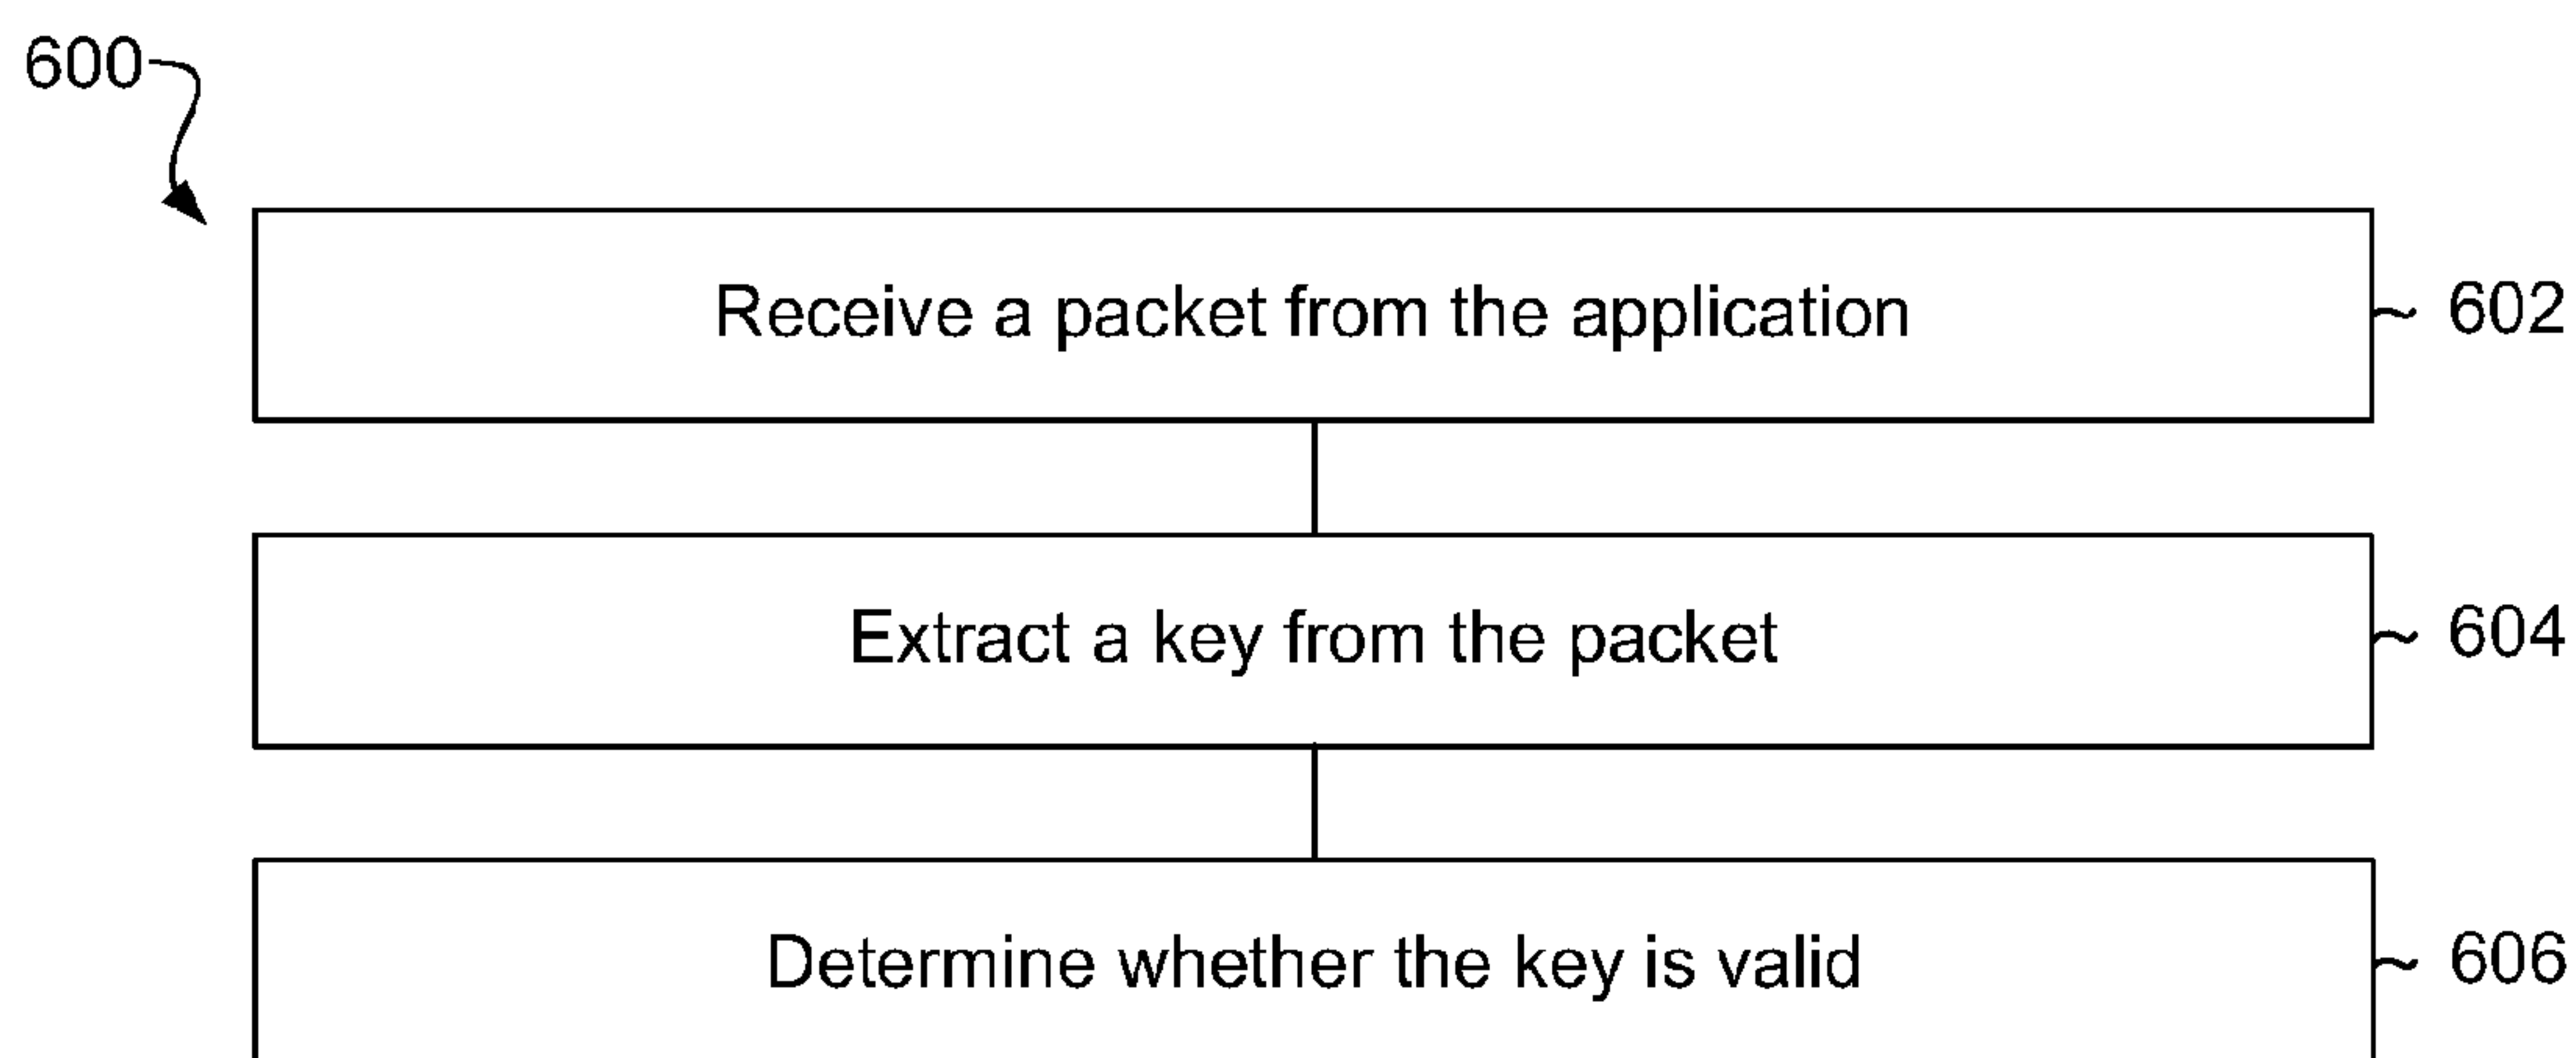 600
Receive a packet from the application
602
Extract a key from the packet
604
Determine whether the key is valid
606